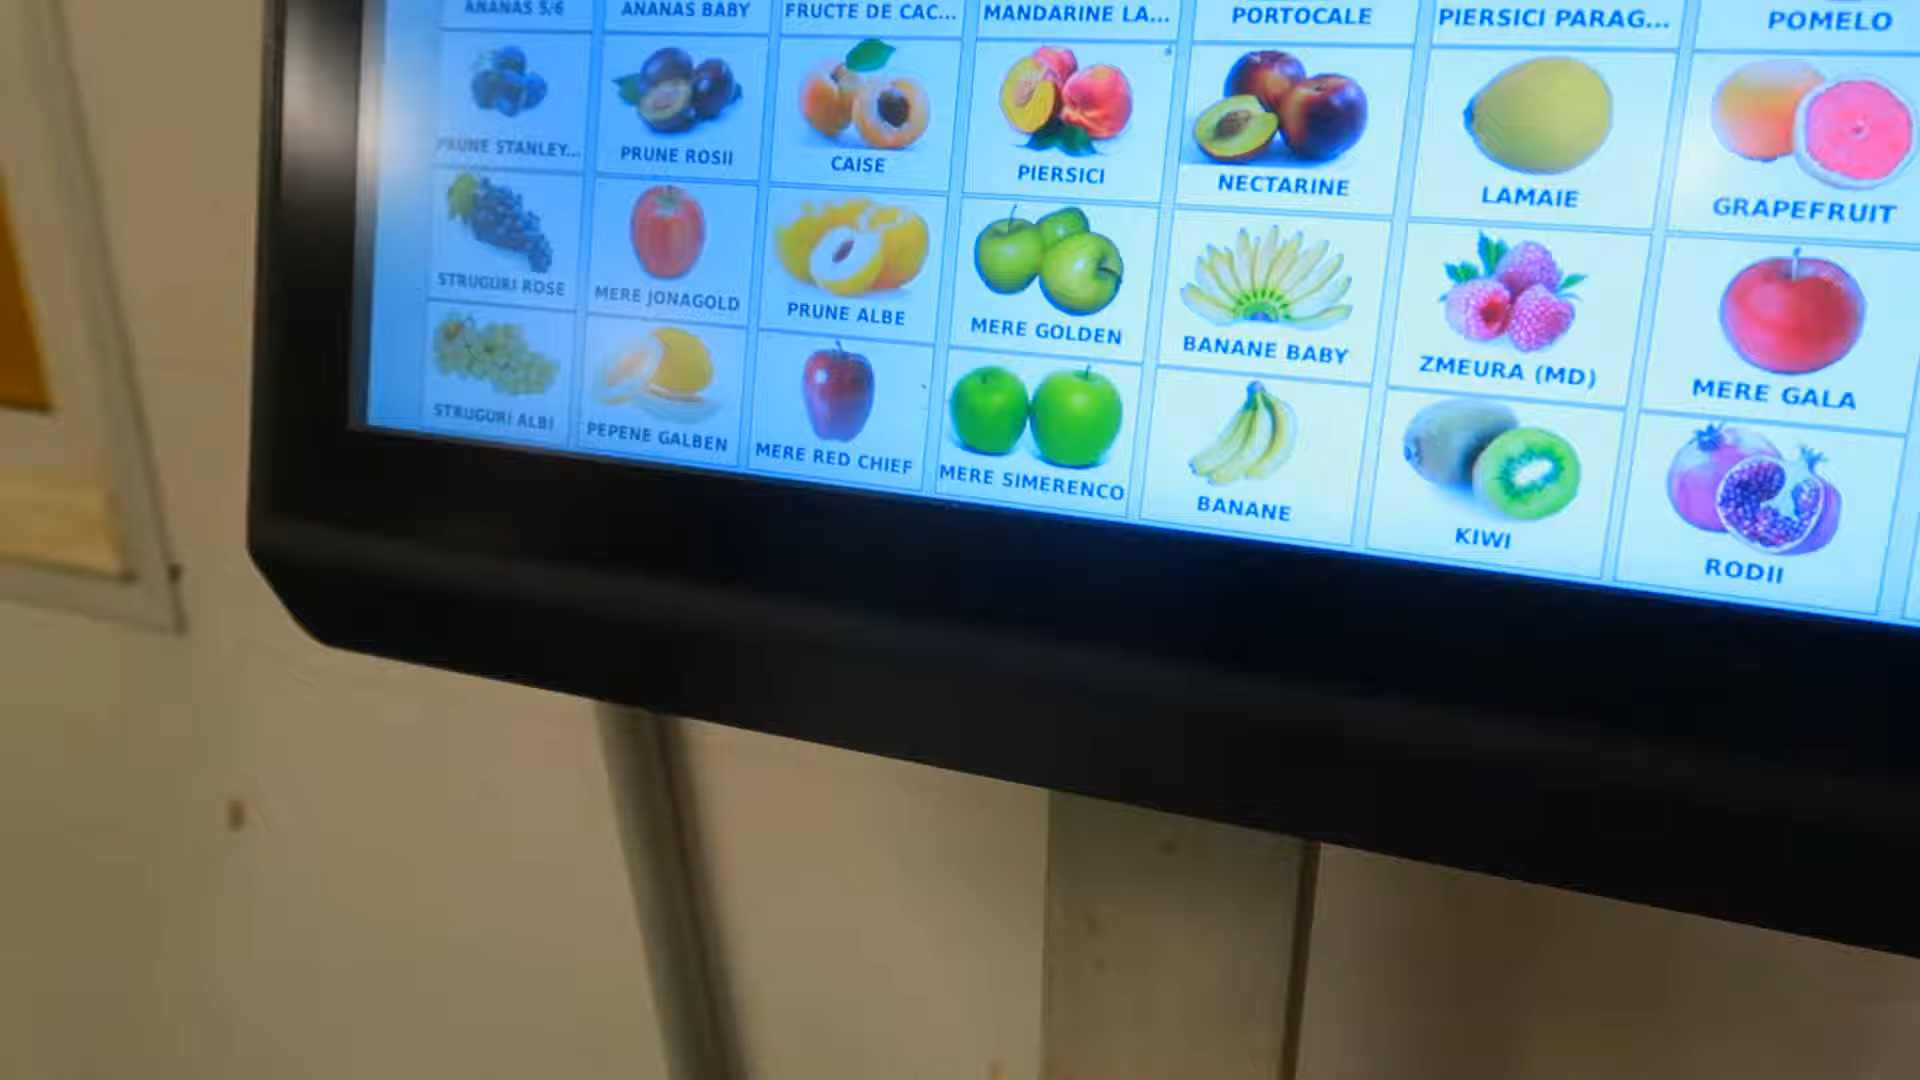 ANANAS 5/6
ANANAS BABY
FRUCTE DE CAC...
MANDARINE LA...
PORTOCALE
PIERSICI PARAG...
POMELO
PRUNE STANLEY...
PRUNE ROSII
CAISE
PIERSICI
NECTARINE
LAMAIE
GRAPEFRUIT
STRUGURI ROSE
MERE JONAGOLD
PRUNE ALBE
MERE GOLDEN
BANANE BABY
ZMEURA (MD)
MERE GALA
STRUGURI ALBI
PEPENE GALBEN
MERE RED CHIEF
MERE SIMERENCO
BANANE
KIWI
RODII